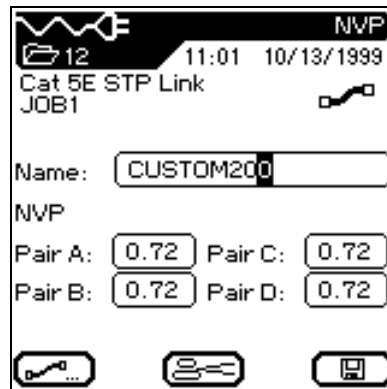 NVP
12 11:01 10/13/1999
Cat 5E STP Link
JOB1
Name: CUSTOM200
NVP
Pair A: 0.72 Pair C: 0.72
Pair B: 0.72 Pair D: 0.72
...